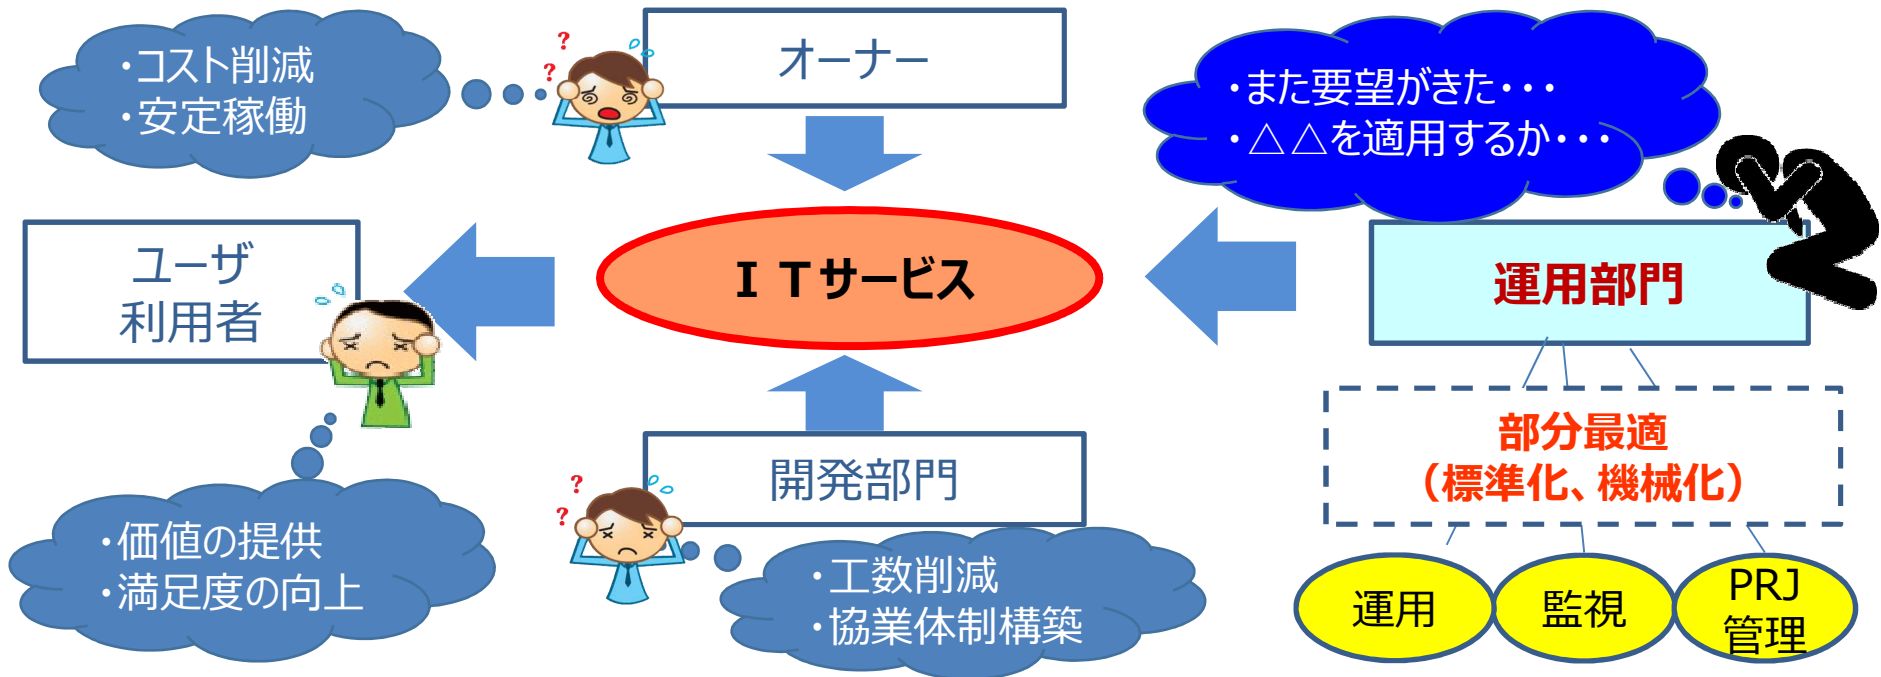 ・コスト削減
・安定稼働
?
?
オーナー
・また要望がきた・・・
・△△を適用するか・・・
ユーザ
利用者
ＩＴサービス
運用部門
部分最適
（標準化、機械化）
?
?
開発部門
・価値の提供
・満足度の向上
・工数削減
・協業体制構築
運用
監視
PRJ
管理